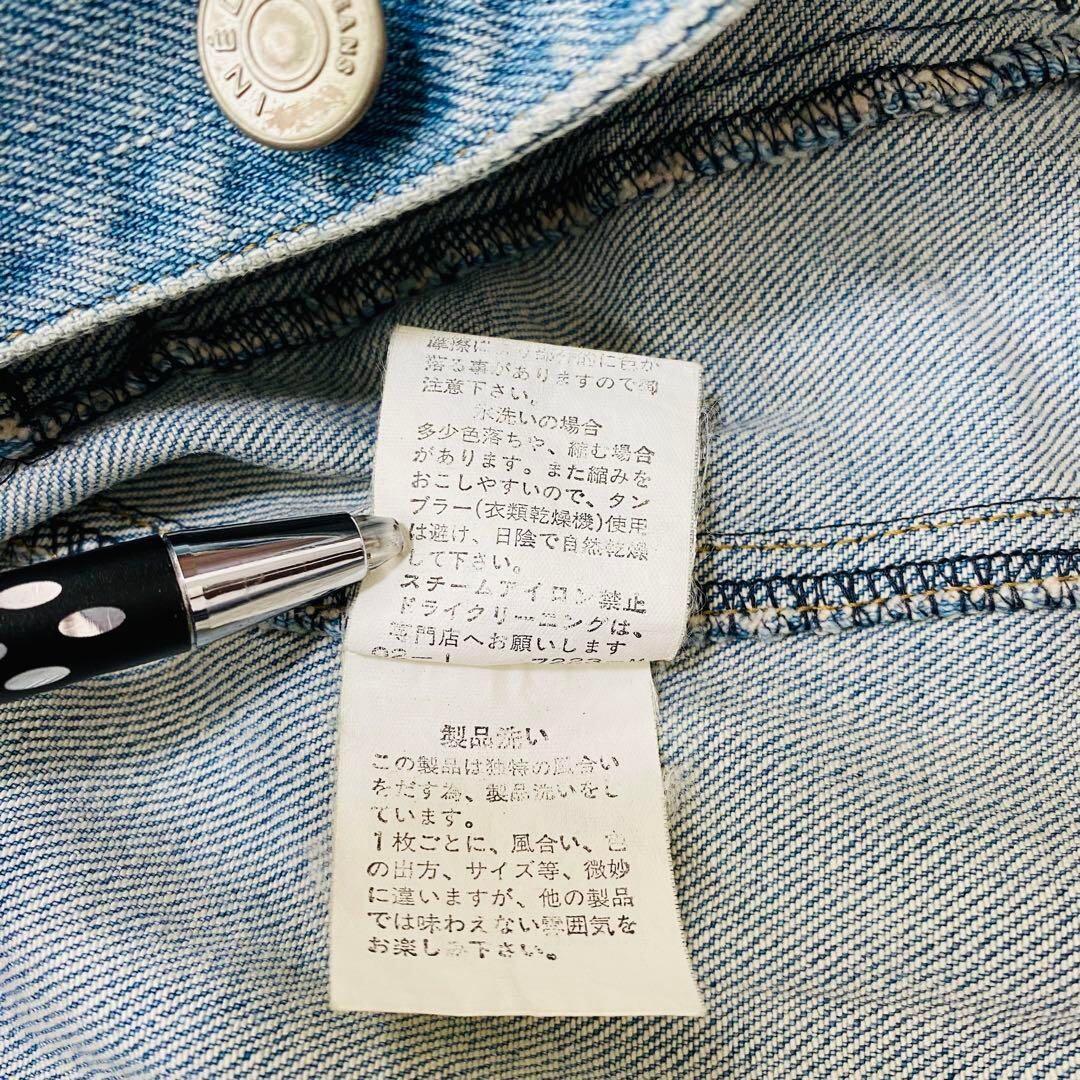 HANS
INÉD
摩擦に
落る事がありますので御
注意下さい。
水洗いの場合
多少色落ちや、縮む場合
があります。また縮みを
おこしやすいので、タン
ブラー(衣類乾燥機)使用
は避け、日陰で自然乾燥
して下さい。
スチームアイロン禁止
ドライクリーニングは、
専門店へお願いします
製品洗い
この製品は独特の風合い
をだす為、製品洗いをし
ています。
1枚ごとに、風合い、色
の出方、サイズ等、微妙
に違いますが、他の製品
では味わえない雰囲気を
お楽しみ下さい。